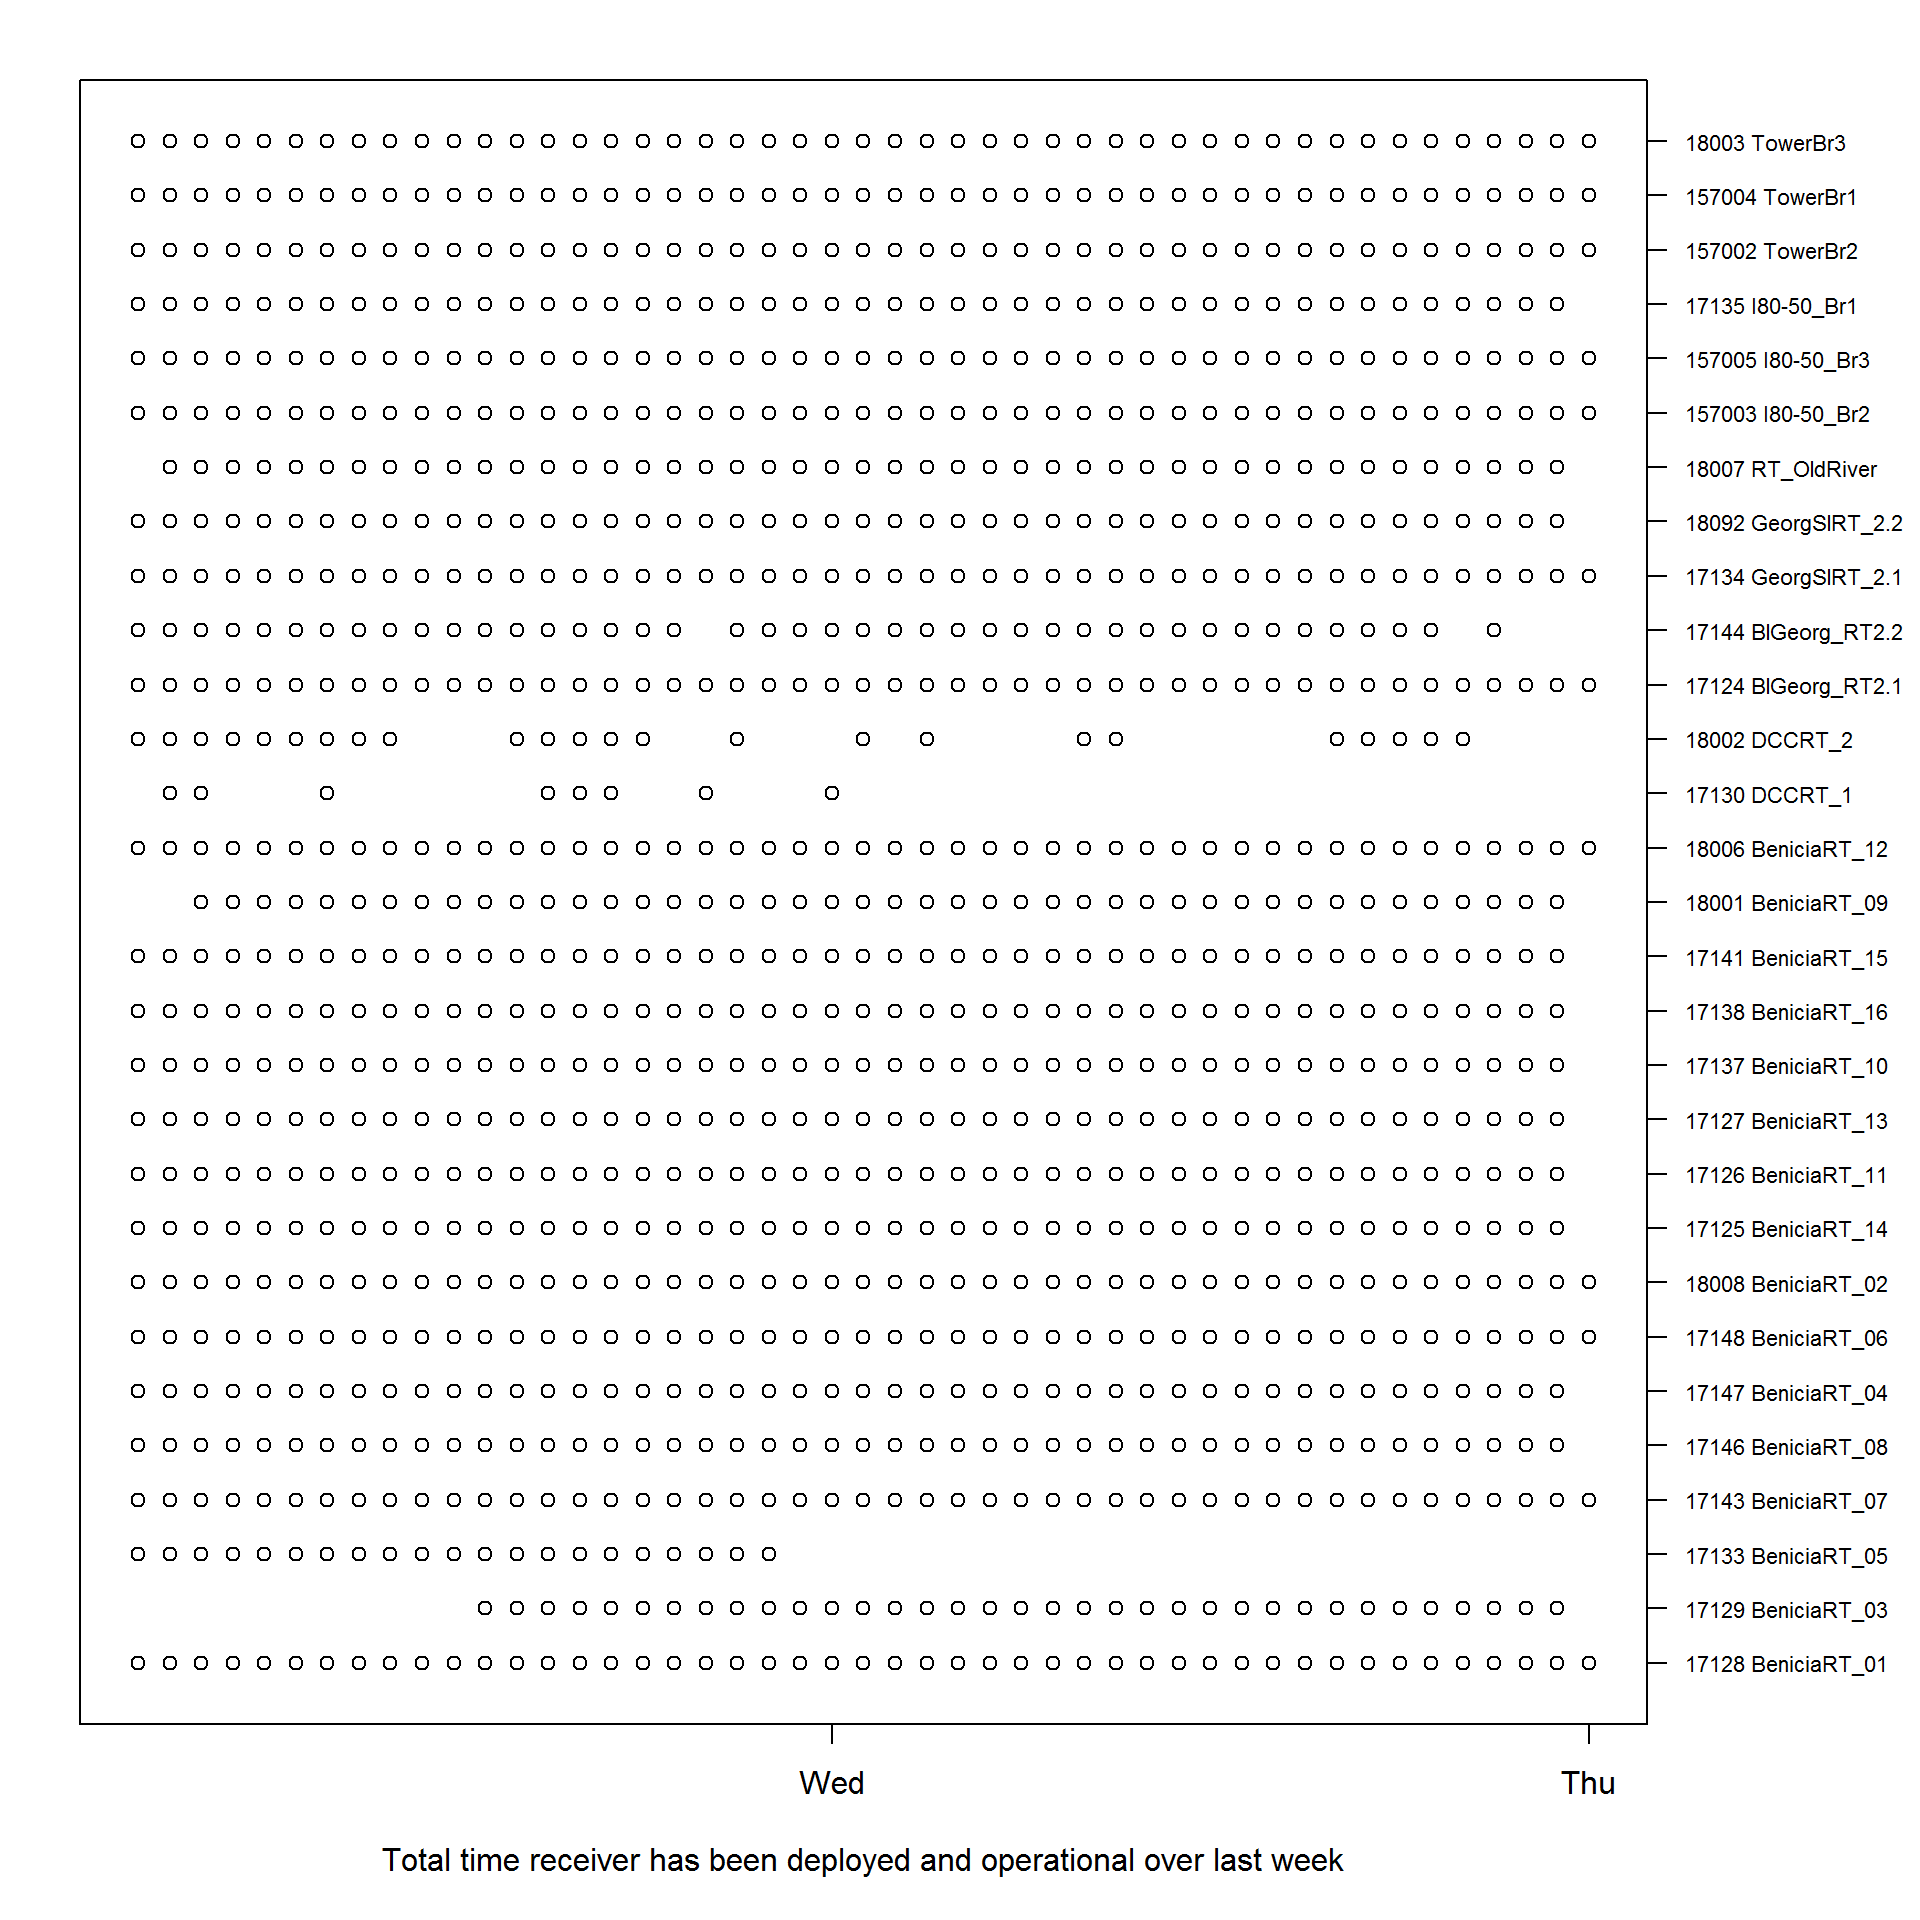 18003 TowerBr3
157004 TowerBr1
157002 TowerBr2
17135 I80-50_Br1
157005 I80-50_Br3
157003 I80-50_Br2
18007 RT_OldRiver
18092 GeorgSlRT_2.2
17134 GeorgSlRT_2.1
17144 BlGeorg_RT2.2
17124 BlGeorg_RT2.1
18002 DCCRT_2
17130 DCCRT_1
18006 BeniciaRT_12
18001 BeniciaRT_09
17141 BeniciaRT_15
17138 BeniciaRT_16
17137 BeniciaRT_10
17127 BeniciaRT_13
17126 BeniciaRT_11
17125 BeniciaRT_14
18008 BeniciaRT_02
17148 BeniciaRT_06
17147 BeniciaRT_04
17146 BeniciaRT_08
17143 BeniciaRT_07
17133 BeniciaRT_05
17129 BeniciaRT_03
17128 BeniciaRT_01
Wed Thu
Total time receiver has been deployed and operational over last week